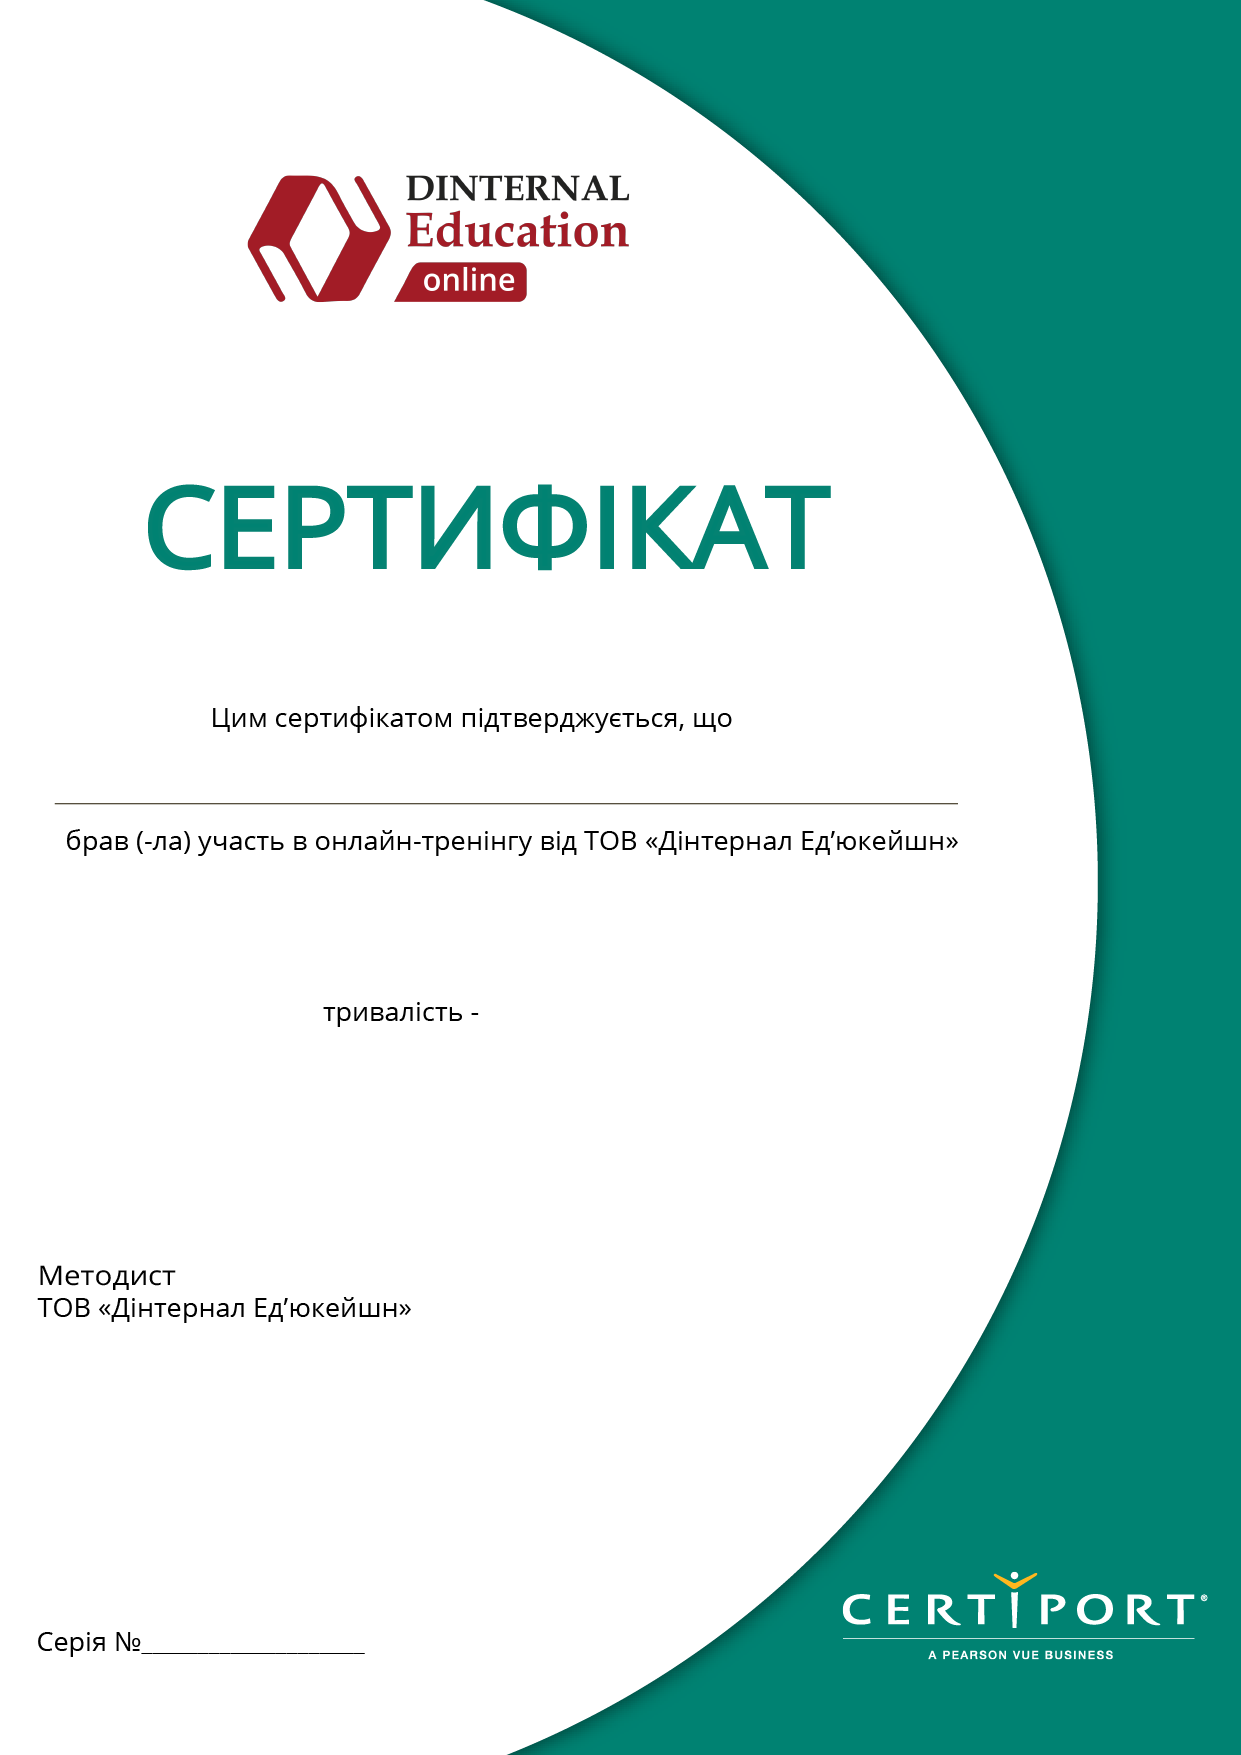 DINTERNAL
Education
online
СЕРТИФІКАТ
Цим сертифікатом підтверджується, що
брав (-ла) участь в онлайн-тренінгу від ТОВ «Дінтернал Ед’юкейшн»
тривалість -
Методист
ТОВ «Дінтернал Ед’юкейшн»
Серія №___________________
CERTIPORT®
A PEARSON VUE BUSINESS